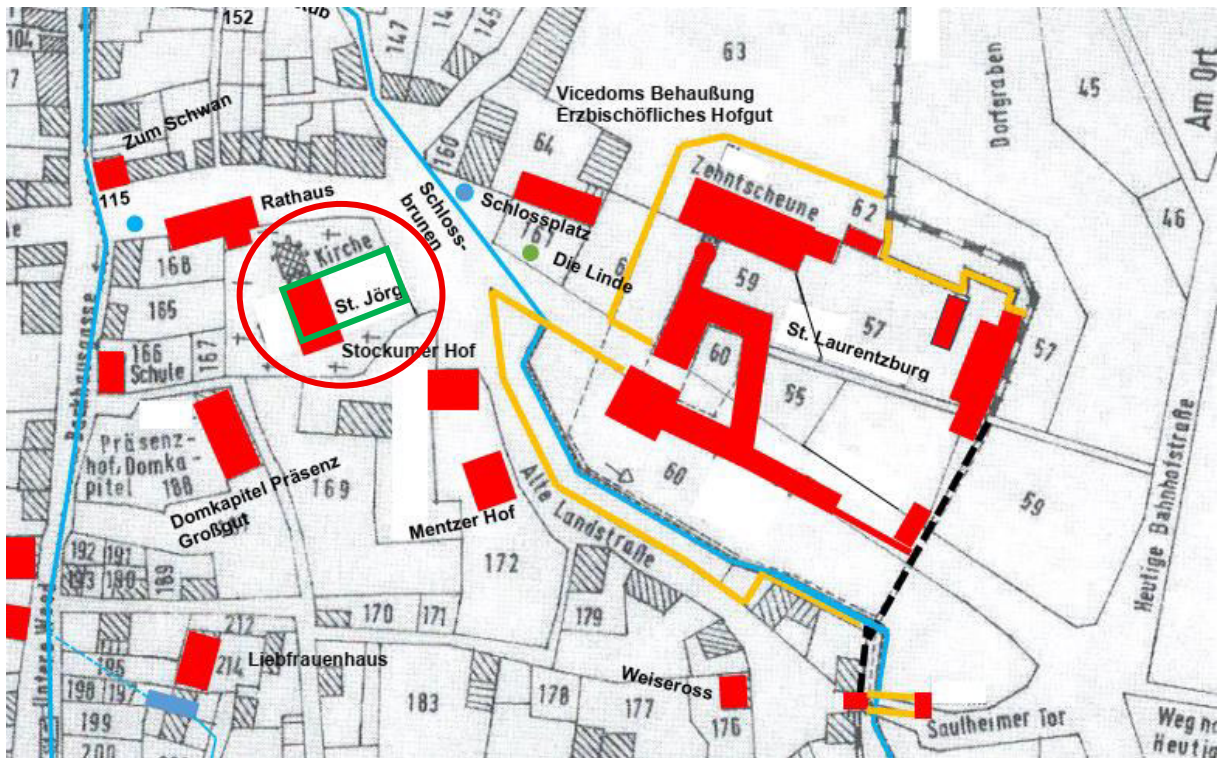 104
7
152
147
145
63
45
An Ort
Vicedoms Behaußung
Erzbischöfliches Hofgut
Dorfgraben
Zum Schwan
160
64
Zehntscheune
62
46
115
Rathaus
Schloss-
brunen
Schlossplatz
161
Kirche
168
Die Linde
59
57
St. Jörg
St. Laurentzburg
57
165
167
166
Schule
Stockumer Hof
60
55
Präsenz-
hof, Domka-
pitel 188
Domkapitel Präsenz
Großgut
169
Mentzer Hof
Alte Landstraße
60
59
Heutige Bahnhofstraße
192
191
193
190
189
172
170
171
179
212
Untere
Liebfrauenhaus
214
195
198
197
199
200
183
178
177
176
Weiseross
Saulheimer Tor
Weg
Heutig